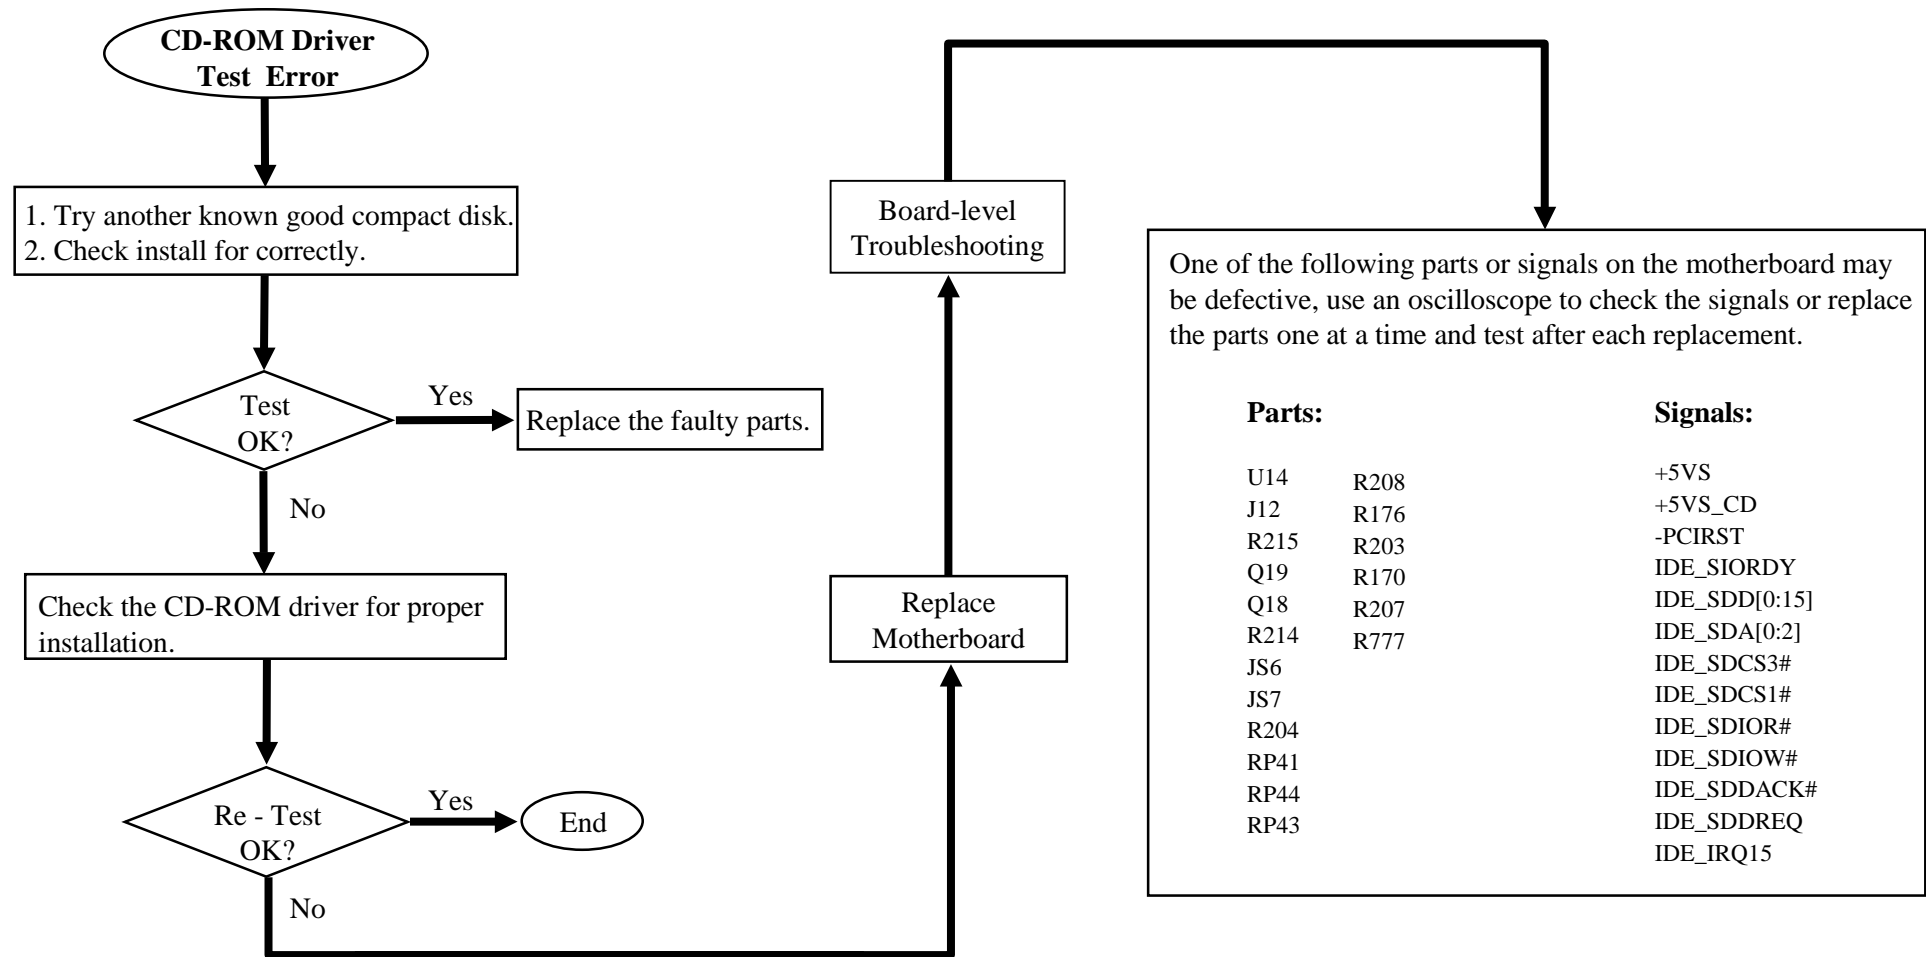 CD-ROM Driver
Test Error
1. Try another known good compact disk.
2. Check install for correctly.
Test
OK?
Yes
Replace the faulty parts.
No
Check the CD-ROM driver for proper
installation.
Re - Test
OK?
Yes
End
No
Replace
Motherboard
Board-level
Troubleshooting
One of the following parts or signals on the motherboard may
be defective, use an oscilloscope to check the signals or replace
the parts one at a time and test after each replacement.
Parts:
U14
J12
R215
Q19
Q18
R214
JS6
JS7
R204
RP41
RP44
RP43
R208
R176
R203
R170
R207
R777
Signals:
+5VS
+5VS_CD
-PCIRST
IDE_SIORDY
IDE_SDD[0:15]
IDE_SDA[0:2]
IDE_SDCS3#
IDE_SDCS1#
IDE_SDIOR#
IDE_SDIOW#
IDE_SDDACK#
IDE_SDDREQ
IDE_IRQ15